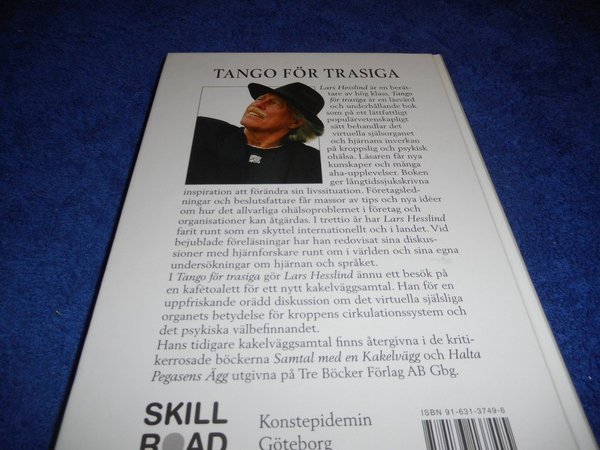 TANGO FÖR TRASIGA
Lars Hesslind är en berät-
tare av hög klass. Tango
för trasiga är en läsvärd
och underhållande bok
som på ett lättfattligt
populärvetenskapligt
sätt behandlar det
virtuella själsorganet
och hjärnans inverkan
på kroppslig och psykisk
ohälsa. Läsaren får nya
kunskaper och många
aha-upplevelser. Boken
ger långtidssjukskrivna
inspiration att förändra sin livssituation. Företagsled-
ningar och beslutsfattare får massor av tips och nya idéer
om hur det allvarliga ohälsoproblemet i företag och
organisationer kan åtgärdas. I trettio år har Lars Hesslind
farit runt som en skyttel internationellt och i landet. Vid
bejublade föreläsningar har han redovisat sina diskus-
sioner med hjärnforskare runt om i världen och sina egna
undersökningar om hjärnan och språket.
I Tango för trasiga gör Lars Hesslind ännu ett besök på
en kafétoalett för ett nytt kakelväggsamtal. Han för en
uppfriskande orädd diskussion om det virtuella själsliga
organets betydelse för kroppens cirkulationssystem och
det psykiska välbefinnandet.
Hans tidigare kakelväggsamtal finns återgivna i de kriti-
kerrosade böckerna Samtal med en Kakelvägg och Halta
Pegasens Ägg utgivna på Tre Böcker Förlag AB Gbg.
SKILL
ROAD
Konstepidemin
Göteborg
ISBN 91-631-3749-6